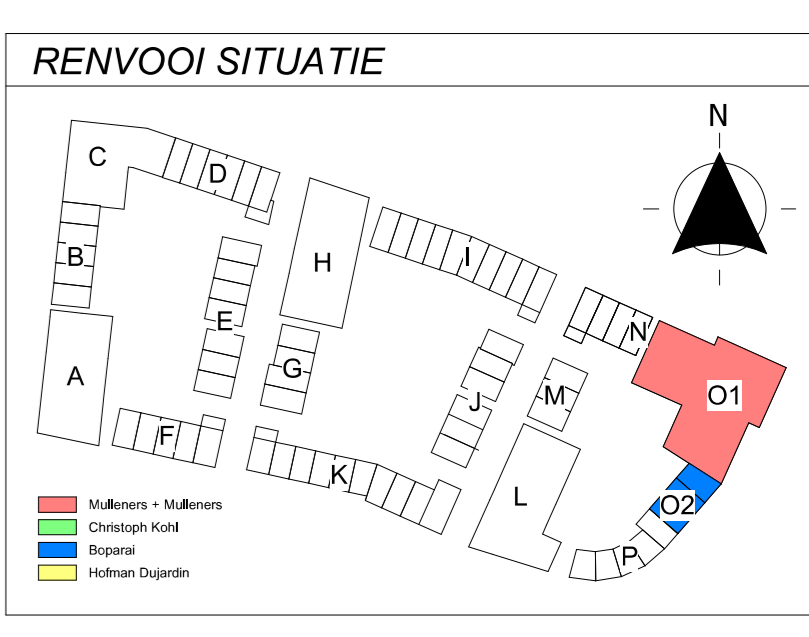 RENVOOI SITUATIE
N
C
D
B
H
I
E
N
A
G
O1
J
M
F
K
L
O2
P
Mulleners + Mulleners
Christoph Kohl
Boparai
Hofman Dujardin